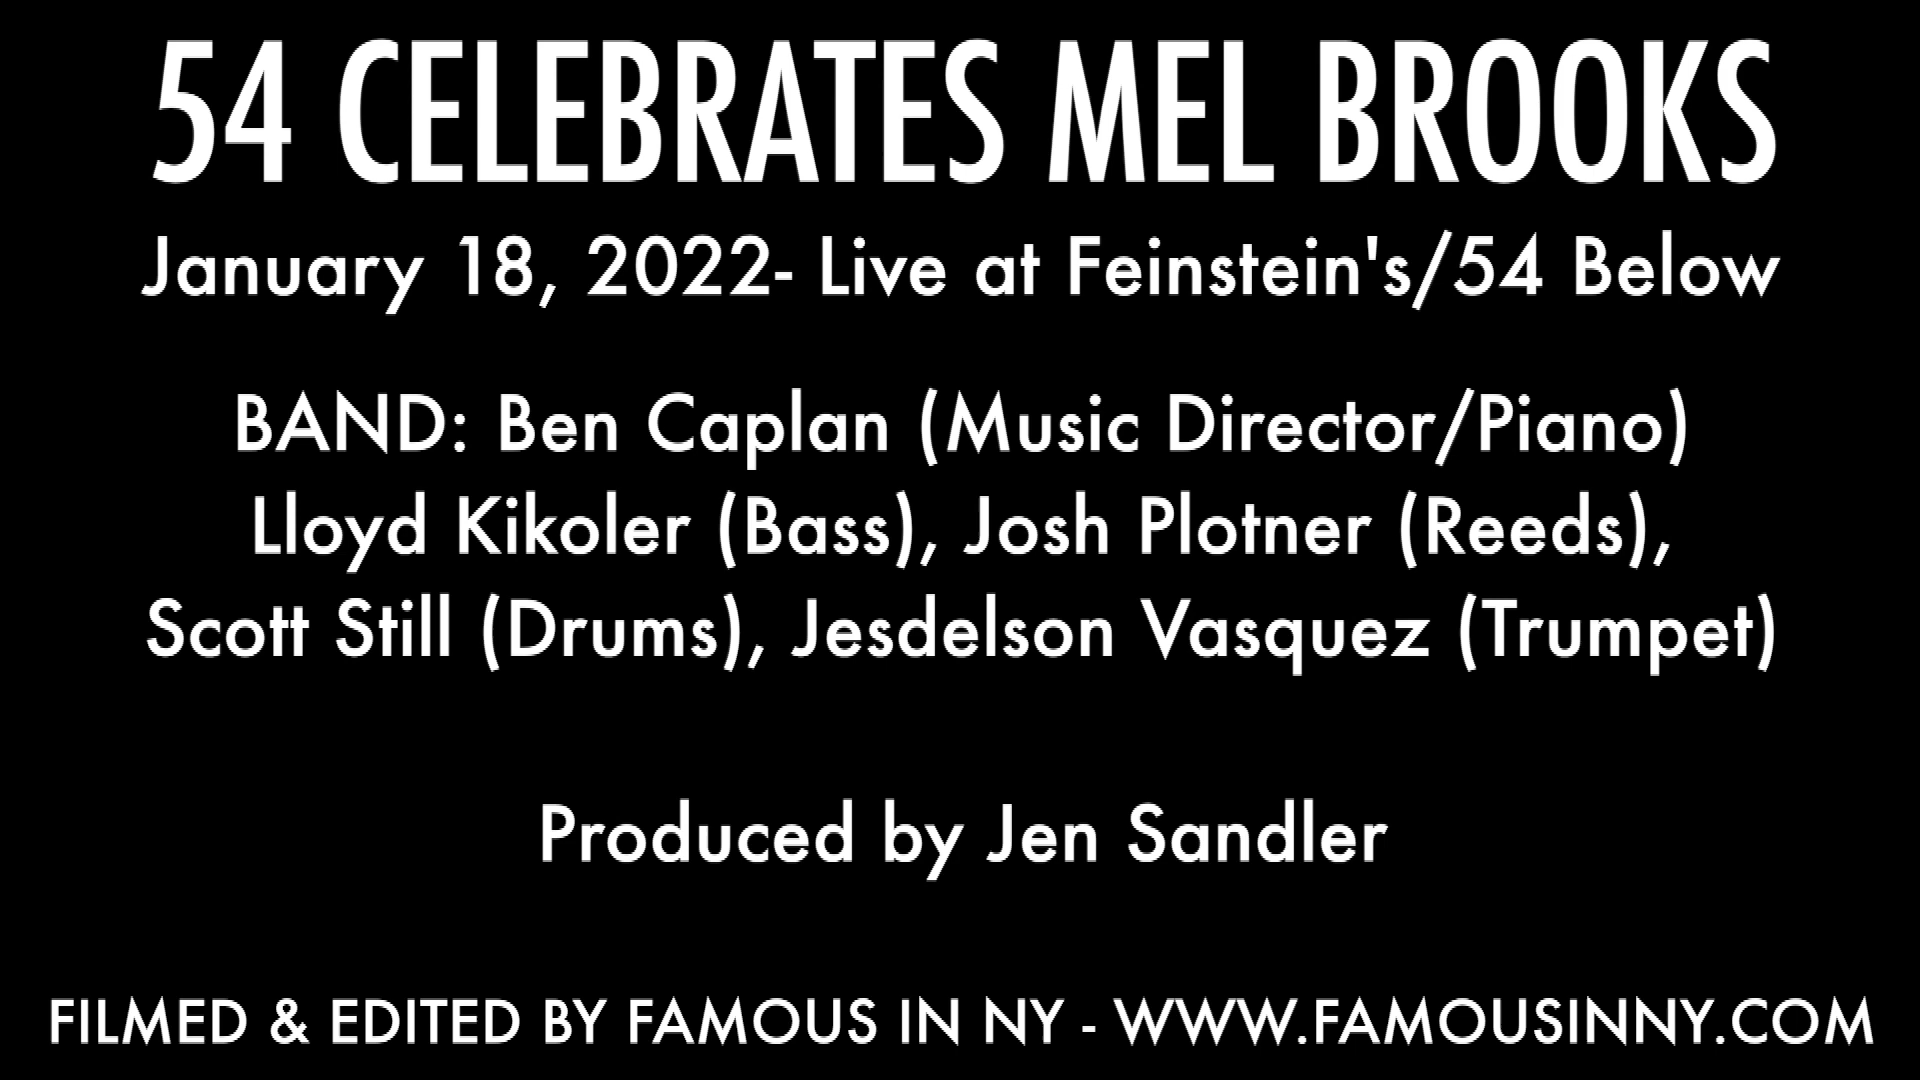 54 CELEBRATES MEL BROOKS
January 18, 2022- Live at Feinstein's/54 Below
BAND: Ben Caplan (Music Director/Piano)
Lloyd Kikoler (Bass), Josh Plotner (Reeds),
Scott Still (Drums), Jesdelson Vasquez (Trumpet)
Produced by Jen Sandler
FILMED & EDITED BY FAMOUS IN NY - WWW.FAMOUSINNY.COM